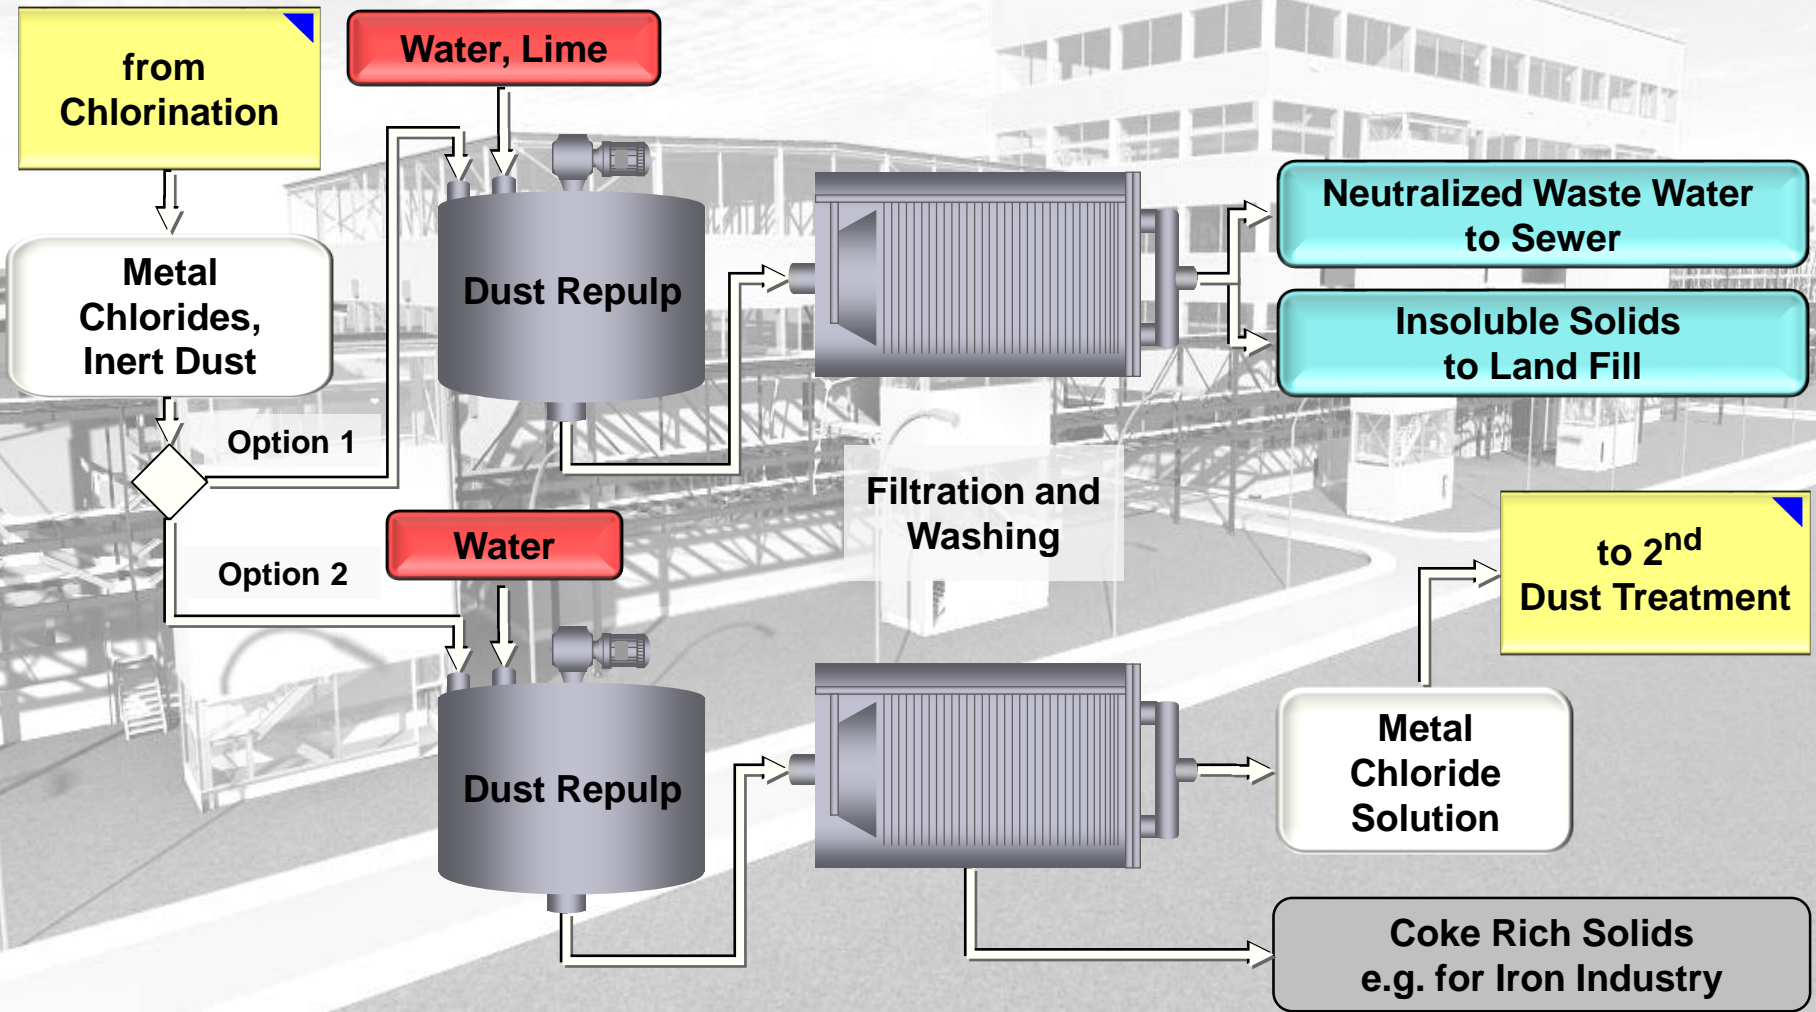 from
Chlorination
Water, Lime
Metal
Chlorides,
Inert Dust
Dust Repulp
Neutralized Waste Water
to Sewer
Insoluble Solids
to Land Fill
Option 1
Filtration and
Washing
Water
Option 2
to 2nd
Dust Treatment
Dust Repulp
Metal
Chloride
Solution
Coke Rich Solids
e.g. for Iron Industry